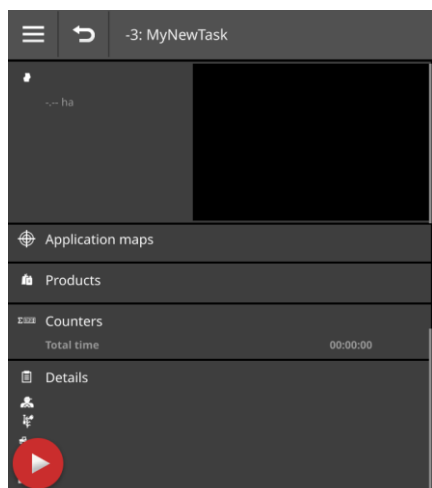 -3: MyNewTask
-.-- ha
Application maps
Products
Counters
Total time 00:00:00
Details